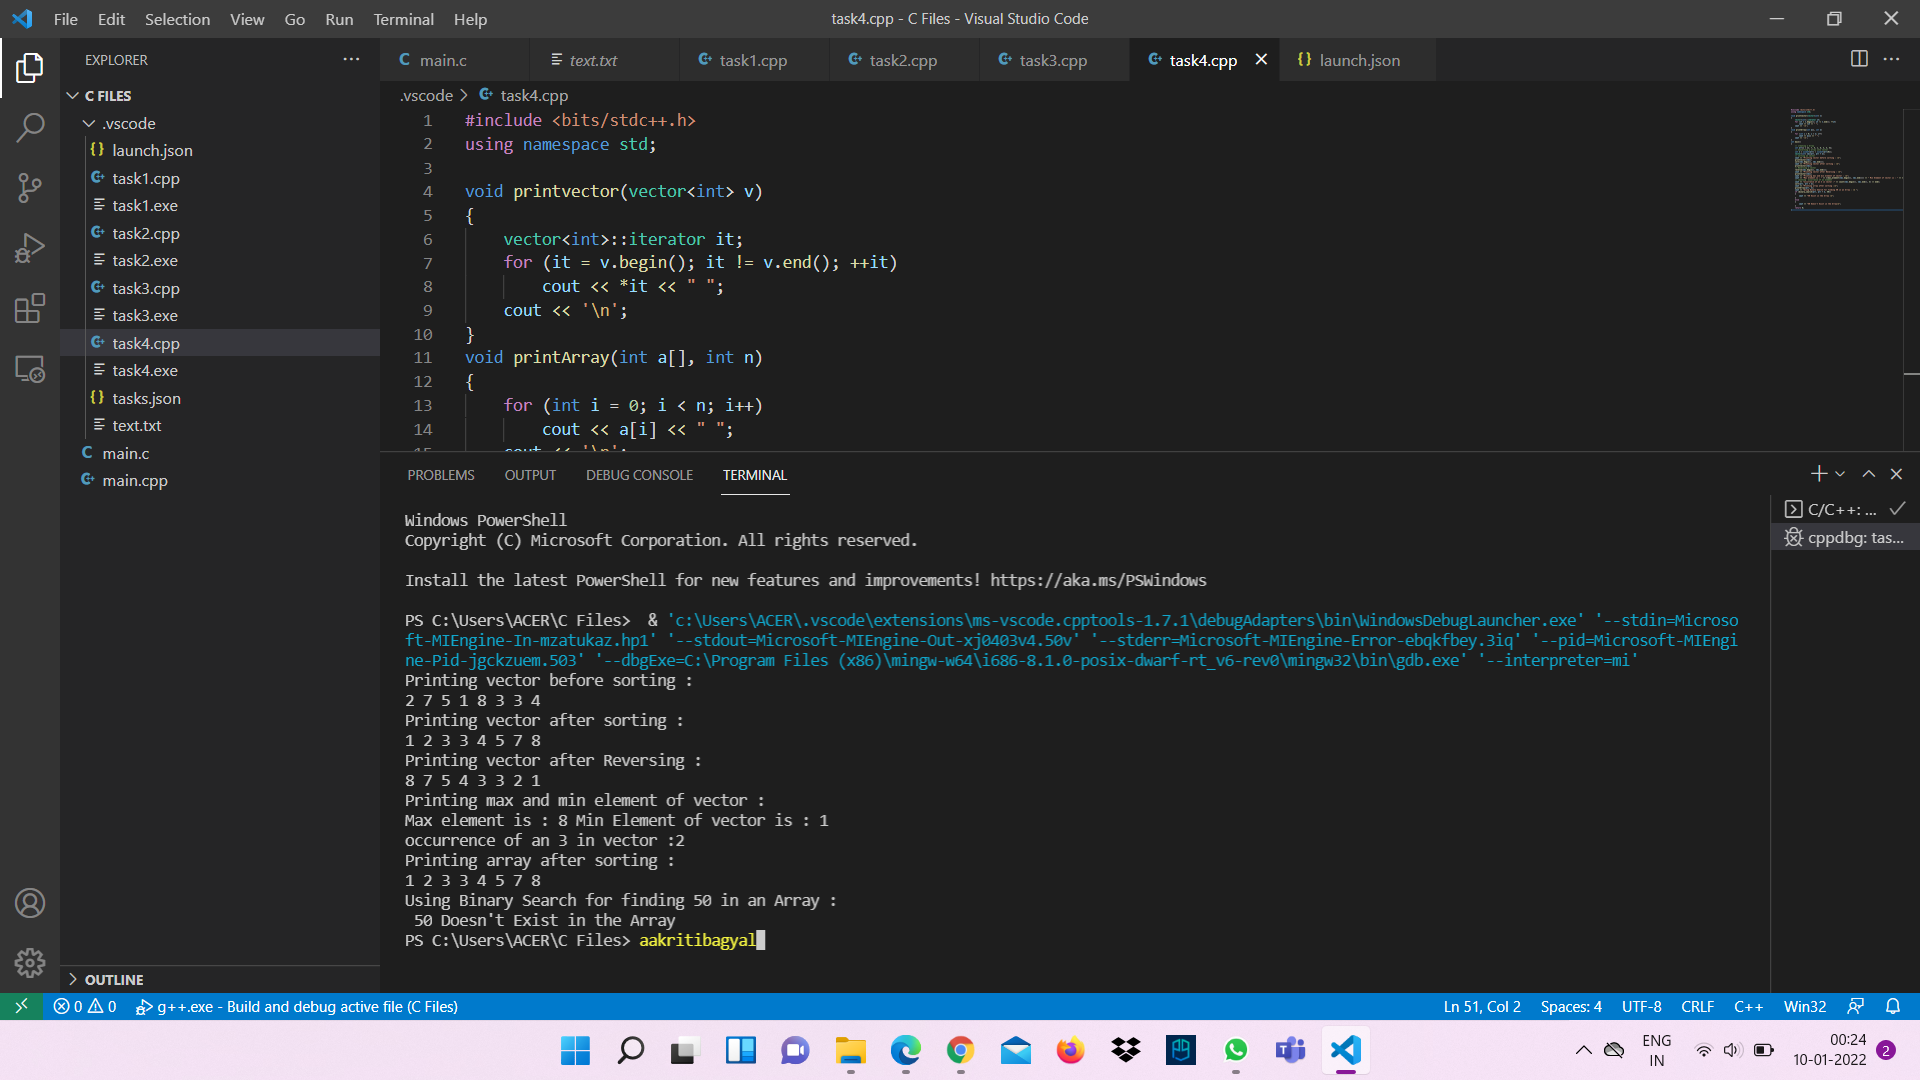 File Edit Selection View Go Run Terminal Help
task4.cpp - C Files - Visual Studio Code
EXPLORER
C FILES
.vscode
launch.json
task1.cpp
task1.exe
task2.cpp
task2.exe
task3.cpp
task3.exe
task4.cpp
task4.exe
tasks.json
text.txt
main.c
main.cpp
OUTLINE
main.c text.txt task1.cpp task2.cpp task3.cpp task4.cpp launch.json
.vscode > task4.cpp
1 #include <bits/stdc++.h>
2 using namespace std;
3
4 void printvector(vector<int> v)
5 {
6 vector<int>::iterator it;
7 for (it = v.begin(); it != v.end(); ++it)
8 cout << *it << " ";
9 cout << '\n';
10 }
11 void printArray(int a[], int n)
12 {
13 for (int i = 0; i < n; i++)
14 cout << a[i] << " ";
15 cout << '\n';
PROBLEMS OUTPUT DEBUG CONSOLE TERMINAL
C/C++: ...
cppdbg: tas...
Windows PowerShell
Copyright (C) Microsoft Corporation. All rights reserved.
Install the latest PowerShell for new features and improvements! https://aka.ms/PSWindows
PS C:\Users\ACER\C Files>  & 'c:\Users\ACER\.vscode\extensions\ms-vscode.cpptools-1.7.1\debugAdapters\bin\WindowsDebugLauncher.exe' '--stdin=Microso
ft-MIEngine-In-mzatukaz.hp1' '--stdout=Microsoft-MIEngine-Out-xj0403v4.50v' '--stderr=Microsoft-MIEngine-Error-ebqkfbey.3iq' '--pid=Microsoft-MIEngi
ne-Pid-jgckzuem.503' '--dbgExe=C:\Program Files (x86)\mingw-w64\i686-8.1.0-posix-dwarf-rt_v6-rev0\mingw32\bin\gdb.exe' '--interpreter=mi'
Printing vector before sorting :
2 7 5 1 8 3 3 4
Printing vector after sorting :
1 2 3 3 4 5 7 8
Printing vector after Reversing :
8 7 5 4 3 3 2 1
Printing max and min element of vector :
Max element is : 8 Min Element of vector is : 1
occurrence of an 3 in vector :2
Printing array after sorting :
1 2 3 3 4 5 7 8
Using Binary Search for finding 50 in an Array :
50 Doesn't Exist in the Array
PS C:\Users\ACER\C Files> aakritibagyal
0 0 g++.exe - Build and debug active file (C Files)
Ln 51, Col 2 Spaces: 4 UTF-8 CRLF C++ Win32
ENG
IN
00:24
10-01-2022
2